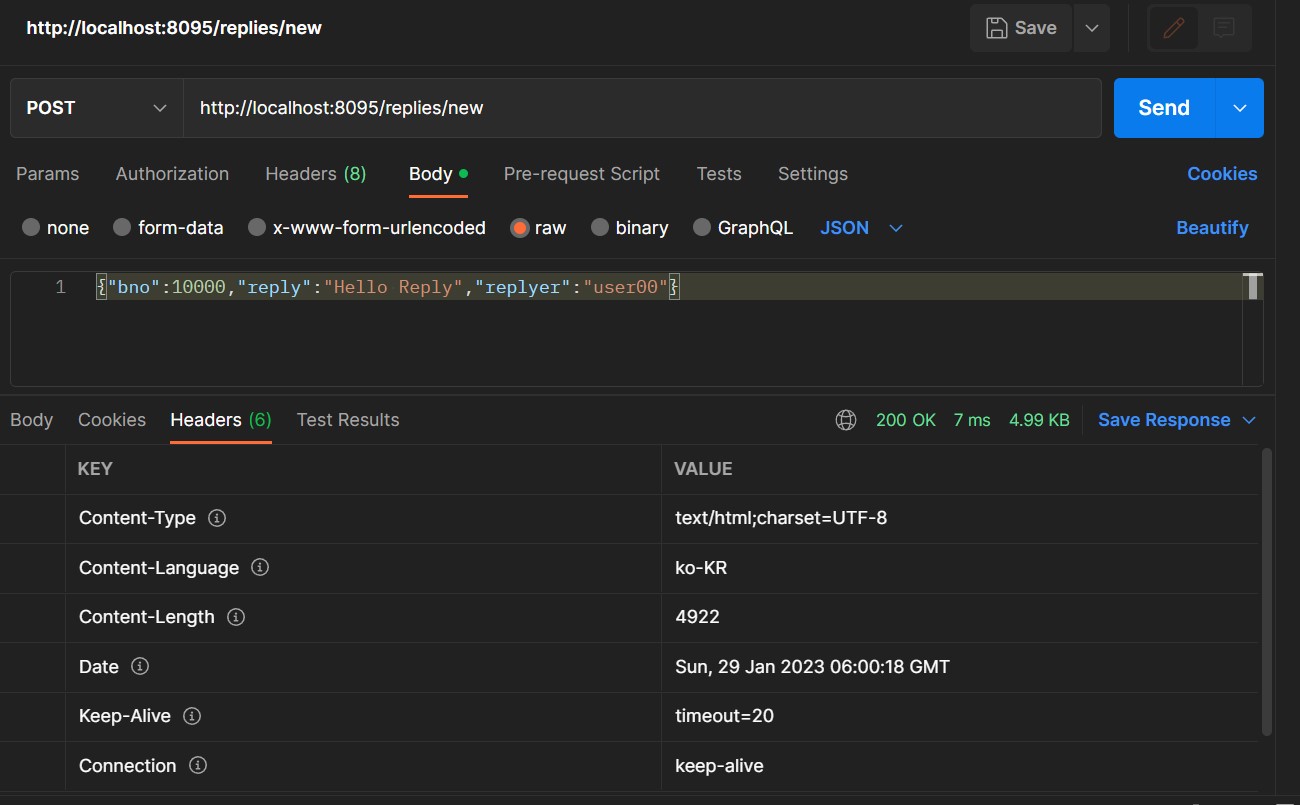 http://localhost:8095/replies/new
Save
POST
http://localhost:8095/replies/new
Send
Params Authorization Headers (8) Body Pre-request Script Tests Settings Cookies
none form-data x-www-form-urlencoded raw binary GraphQL JSON Beautify
1 {"bno":10000,"reply":"Hello Reply","replyer":"user00"}
Body Cookies Headers (6) Test Results 200 OK 7 ms 4.99 KB Save Response
KEY VALUE
Content-Type text/html;charset=UTF-8
Content-Language ko-KR
Content-Length 4922
Date Sun, 29 Jan 2023 06:00:18 GMT
Keep-Alive timeout=20
Connection keep-alive